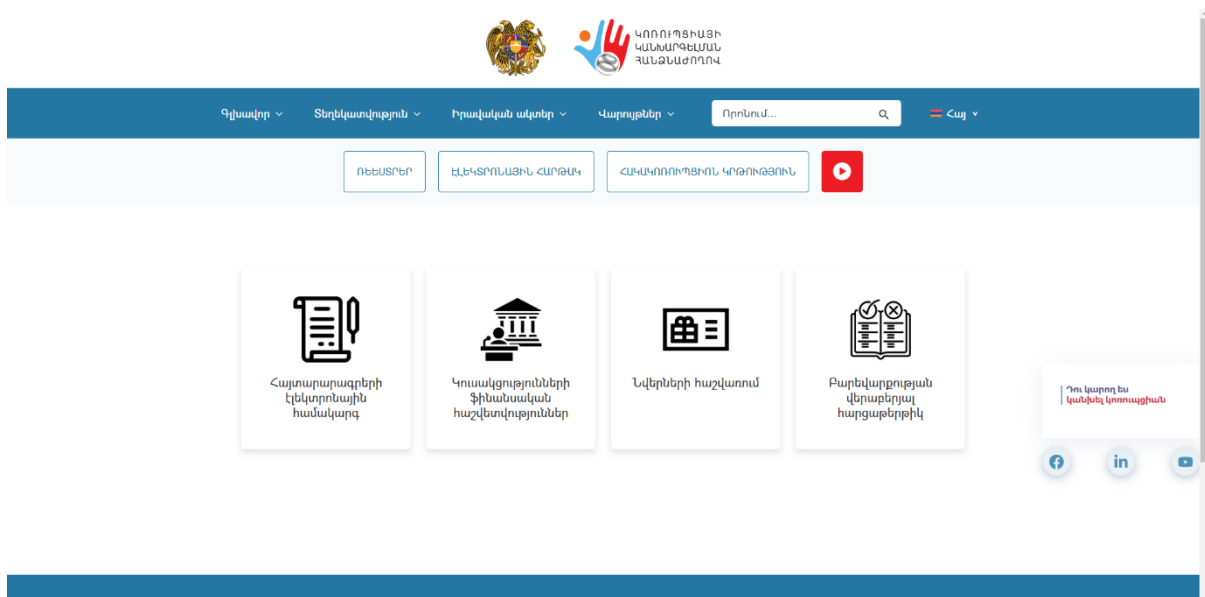 ԿՈՌՈՒՊՑԻԱՅԻ
ԿԱՆԽԱՐԳԵԼՄԱՆ
ՀԱՆՁՆԱԺՈՂՈՎ
Գլխավոր Տեղեկատվություն Իրավական ակտեր Վարույթներ Որոնում... Հայ
ՌԵԵՍՏՐԵՐ ԷԼԵԿՏՐՈՆԱՅԻՆ ՀԱՐԹԱԿ ՀԱԿԱԿՈՌՈՒՊՑԻՈՆ ԿՐԹՈՒԹՅՈՒՆ
Հայտարարագրերի
էլեկտրոնային
համակարգ
Կուսակցությունների
ֆինանսական
հաշվետվություններ
Նվերների հաշվառում
Բարեվարքության
վերաբերյալ
հարցաթերթիկ
Դու կարող ես
կանխել կոռուպցիան